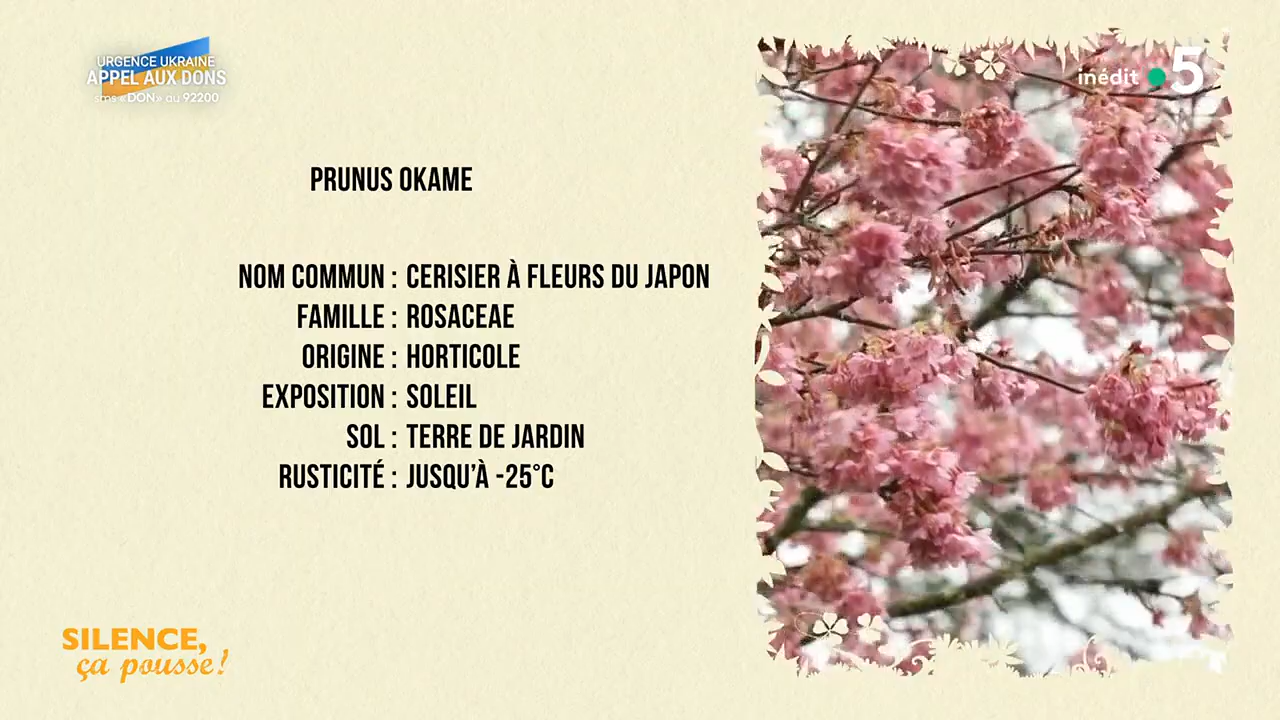 URGENCE UKRAINE
APPEL AUX DONS
sms «DON» au 92200
inédit 5
PRUNUS OKAME
NOM COMMUN : CERISIER À FLEURS DU JAPON
FAMILLE : ROSACEAE
ORIGINE : HORTICOLE
EXPOSITION : SOLEIL
SOL : TERRE DE JARDIN
RUSTICITÉ : JUSQU'À -25°C
SILENCE,
ça pousse !